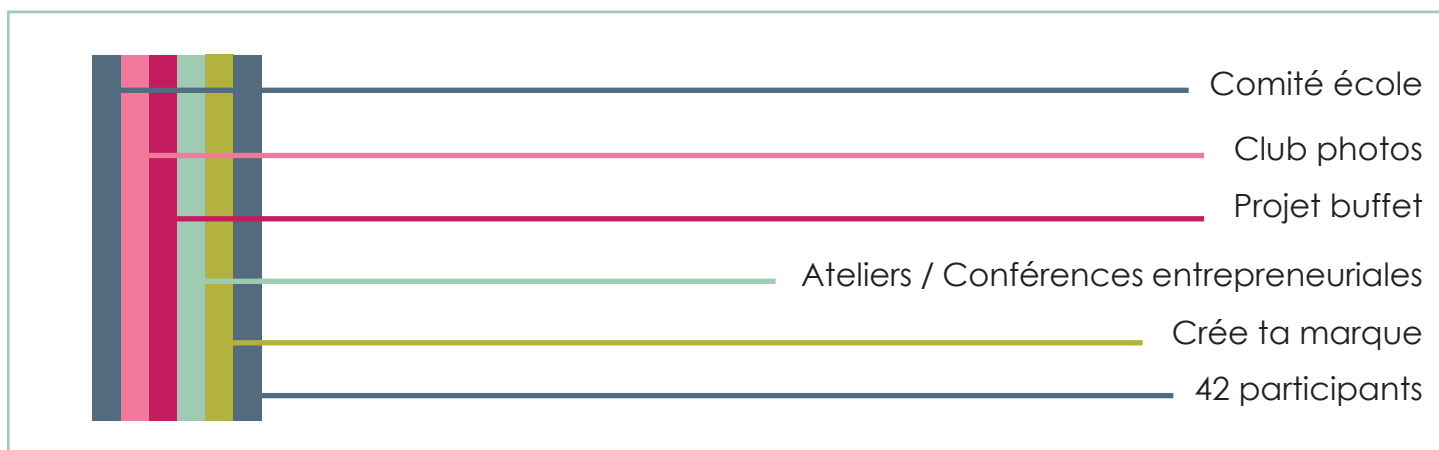 Comité école
Club photos
Projet buffet
Ateliers / Conférences entrepreneuriales
Crée ta marque
42 participants